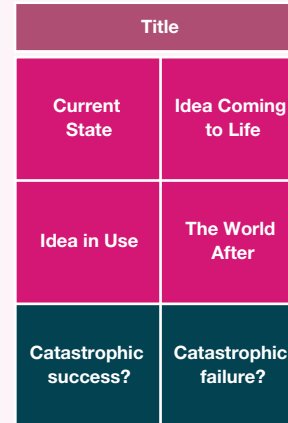 Title
Current
State
Idea Coming
to Life
Idea in Use
The World
After
Catastrophic
success?
Catastrophic
failure?